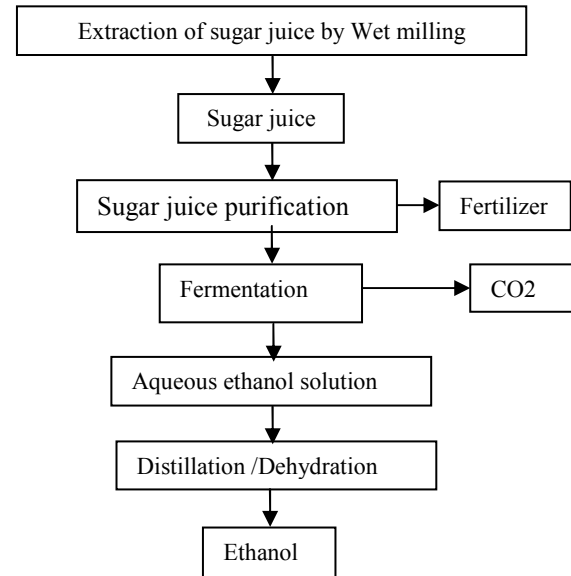 Extraction of sugar juice by Wet milling
Sugar juice
Sugar juice purification
Fertilizer
Fermentation
CO2
Aqueous ethanol solution
Distillation /Dehydration
Ethanol